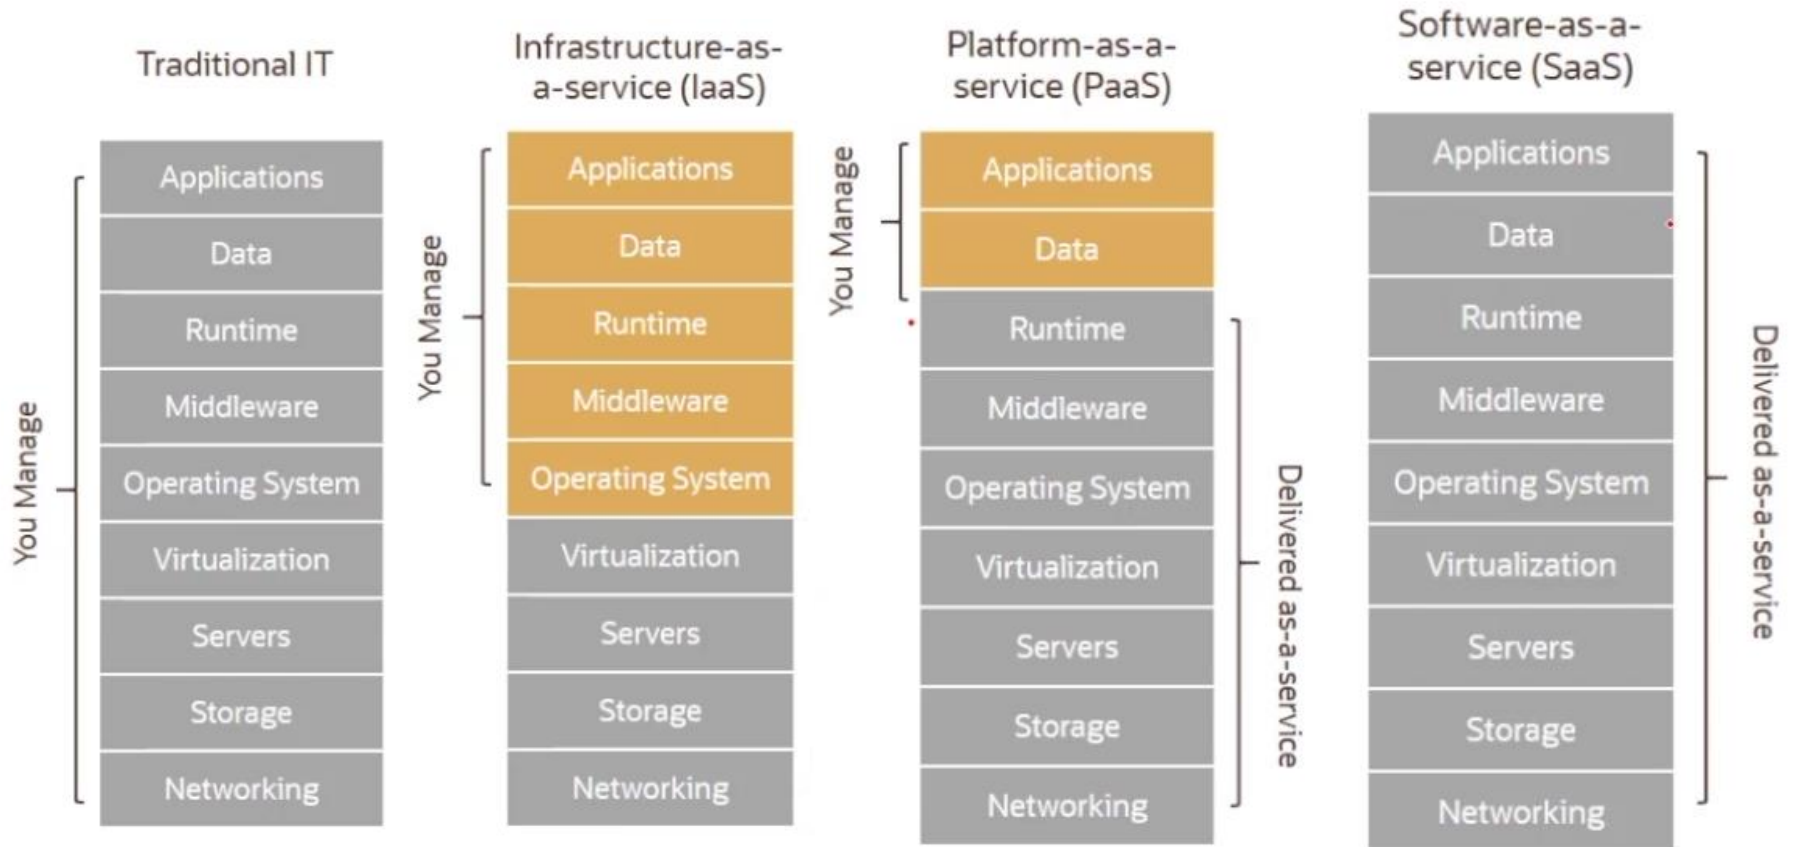 Traditional IT
You Manage
Applications
Data
Runtime
Middleware
Operating System
Virtualization
Servers
Storage
Networking
Infrastructure-as-
a-service (IaaS)
You Manage
Applications
Data
Runtime
Middleware
Operating System
Virtualization
Servers
Storage
Networking
Platform-as-a-
service (PaaS)
You Manage
Applications
Data
Runtime
Middleware
Operating System
Virtualization
Servers
Storage
Networking
Delivered as-a-service
Software-as-a-
service (SaaS)
Applications
Data
Runtime
Middleware
Operating System
Virtualization
Servers
Storage
Networking
Delivered as-a-service